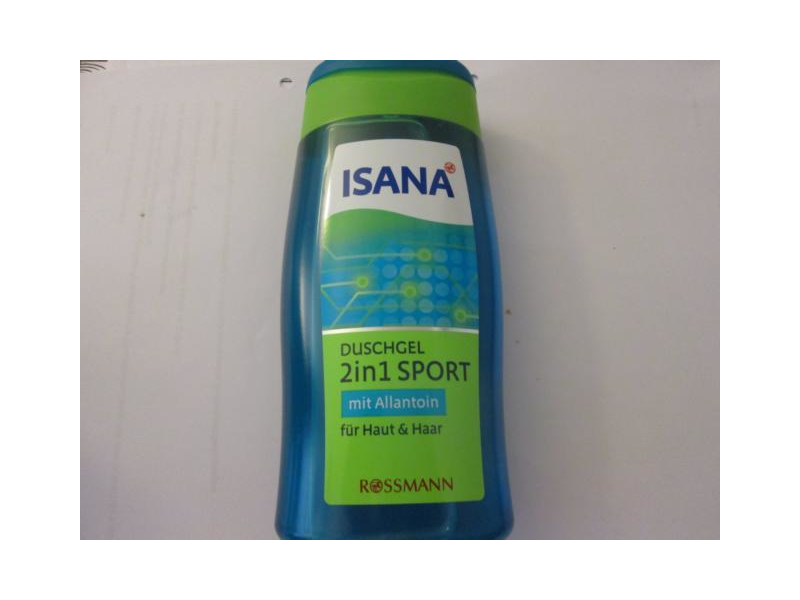 ISANA
DUSCHGEL
2in1 SPORT
mit Allantoin
für Haut & Haar
ROSSMANN